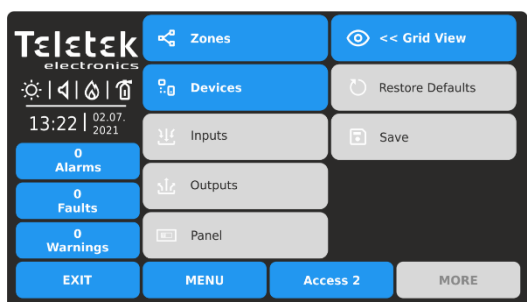 Teletek
electronics
13:22 02.07.
2021
0
Alarms
0
Faults
0
Warnings
EXIT
Zones
Devices
Inputs
Outputs
Panel
<< Grid View
Restore Defaults
Save
MENU
Access 2
MORE